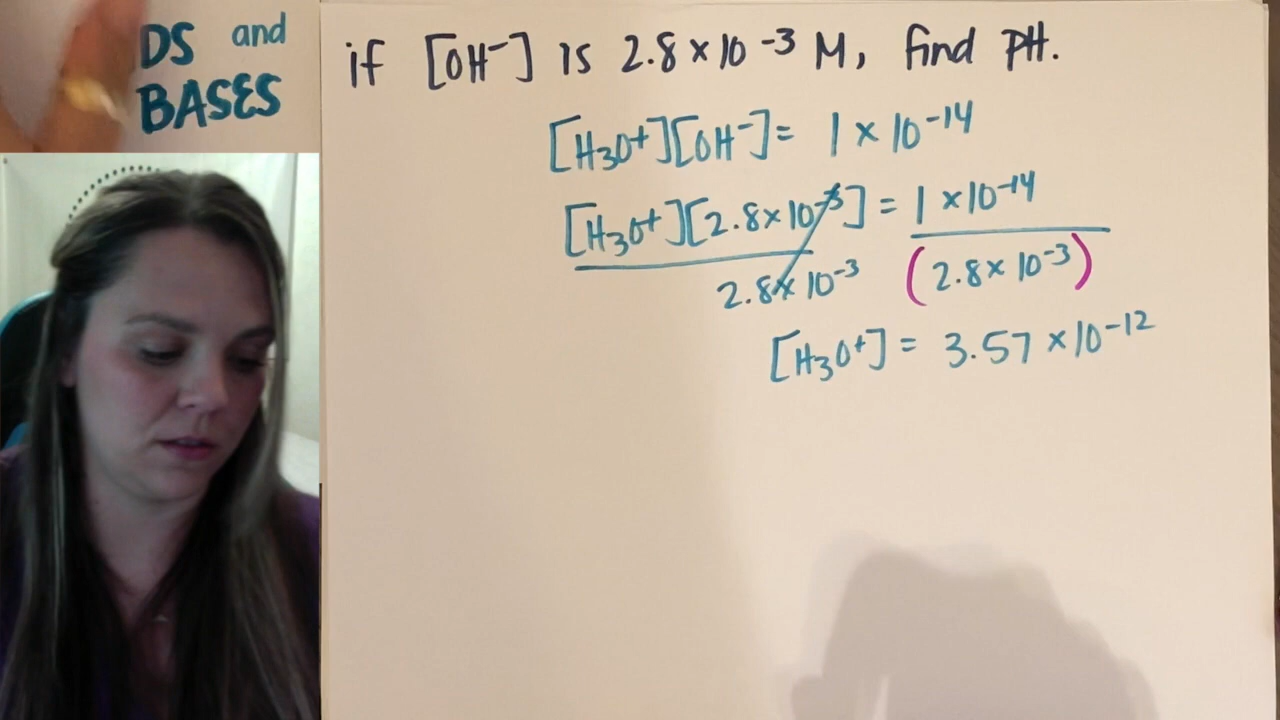 DS and
BASES
if [OH⁻] is 2.8 × 10⁻³ M, find pH.
[H₃O⁺][OH⁻] = 1 × 10⁻¹⁴
[H₃O⁺][2.8 × 10⁻³] = 1 × 10⁻¹⁴
2.8 × 10⁻³ (2.8 × 10⁻³)
[H₃O⁺] = 3.57 × 10⁻¹²